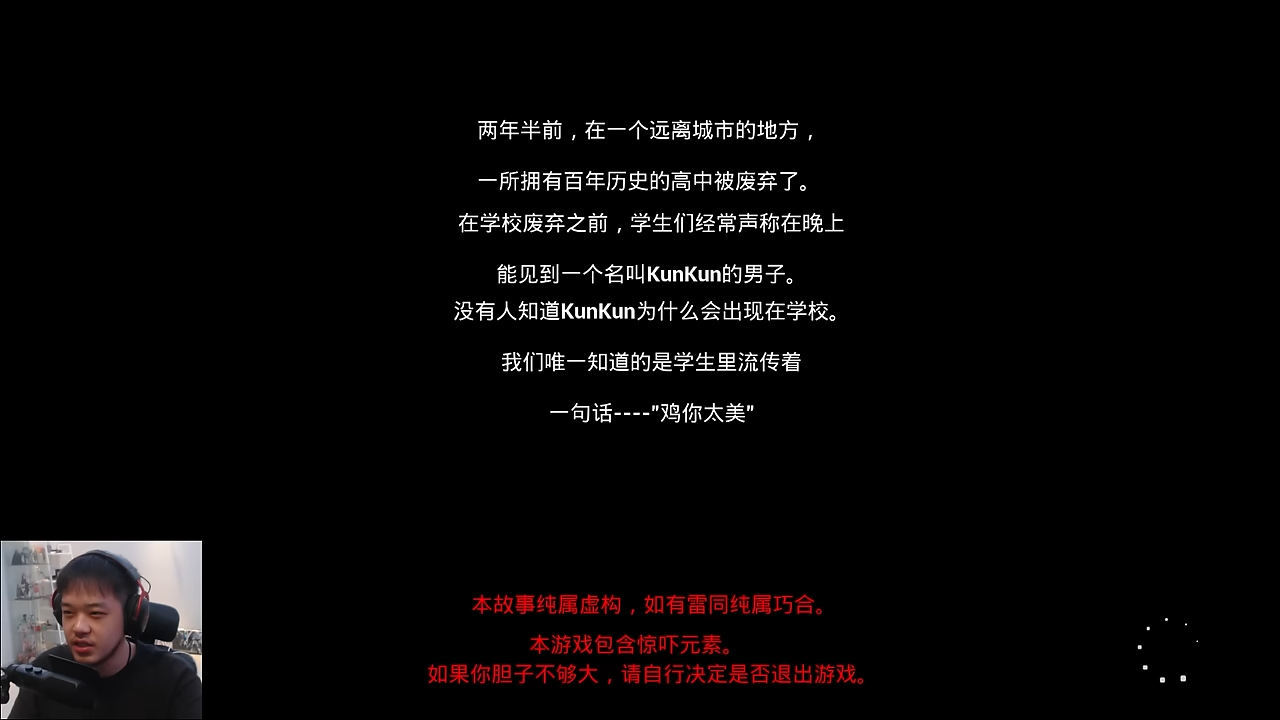 两年半前，在一个远离城市的地方，
一所拥有百年历史的高中被废弃了。
在学校废弃之前，学生们经常声称在晚上
能见到一个名叫KunKun的男子。
没有人知道KunKun为什么会出现在学校。
我们唯一知道的是学生里流传着
一句话----"鸡你太美"
本故事纯属虚构，如有雷同纯属巧合。
本游戏包含惊吓元素。
如果你胆子不够大，请自行决定是否退出游戏。